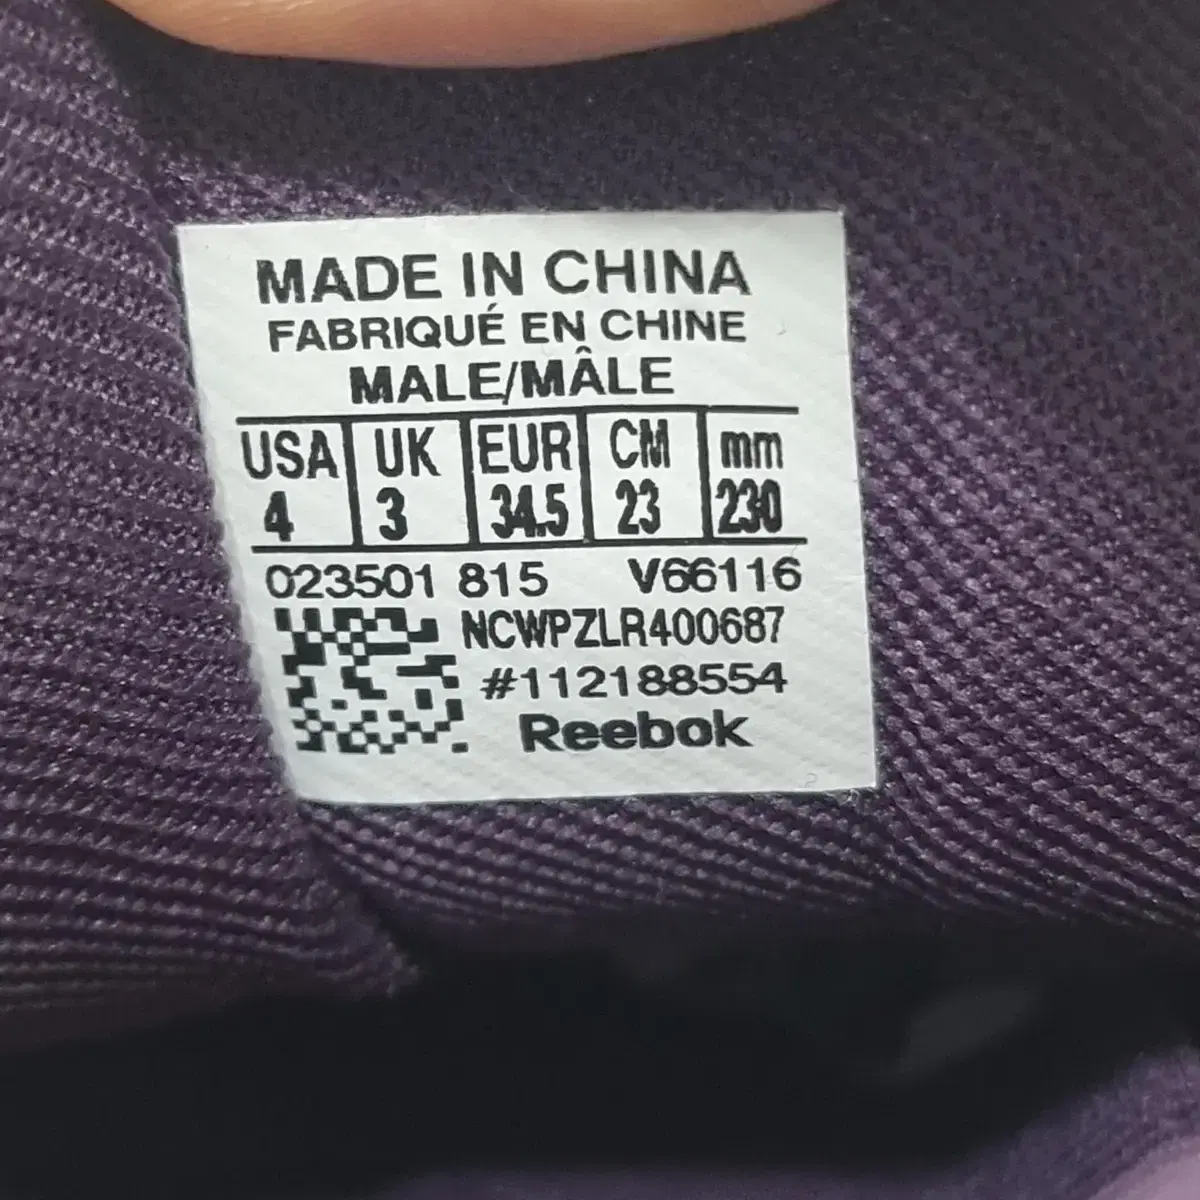 MADE IN CHINA
FABRIQUÉ EN CHINE
MALE/MÂLE
USA UK EUR CM mm
4 3 34.5 23 230
023501 815 V66116
NCWPZLR400687
#112188554
Reebok